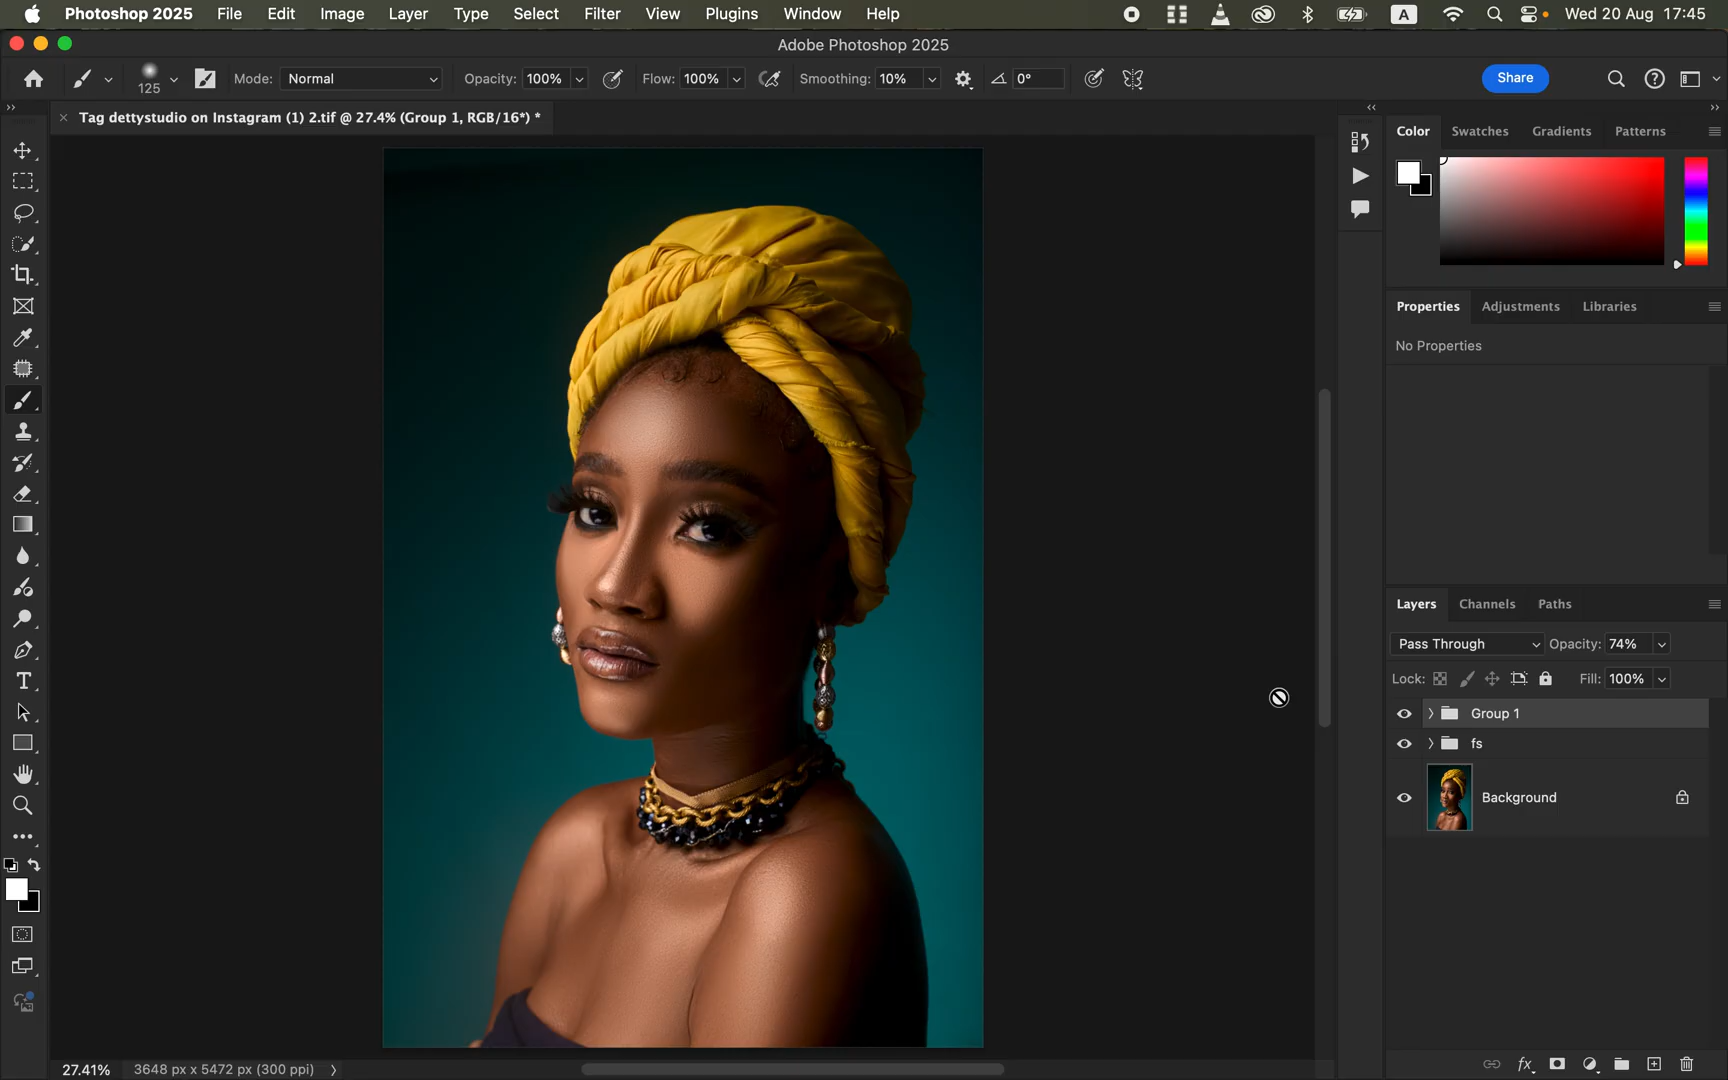 Photoshop 2025 File Edit Image Layer Type Select Filter View Plugins Window Help A Wed 20 Aug 17:45
Adobe Photoshop 2025
125 Mode: Normal Opacity: 100% Flow: 100% Smoothing: 10% 0° Share
Tag dettystudio on Instagram (1) 2.tif @ 27.4% (Group 1, RGB/16*) *
Color Swatches Gradients Patterns
Properties Adjustments Libraries
No Properties
Layers Channels Paths
Pass Through Opacity: 74%
Lock: Fill: 100%
Group 1
fs
Background
fx
27.41% 3648 px x 5472 px (300 ppi)